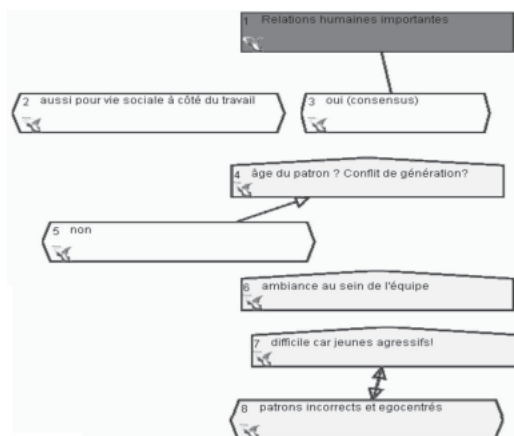 1 Relations humaines importantes
2 aussi pour vie sociale à côté du travail
3 oui (consensus)
4 âge du patron ? Conflit de génération?
5 non
6 ambiance au sein de l'équipe
7 difficile car jeunes agressifs!
8 patrons incorrects et egocentrés